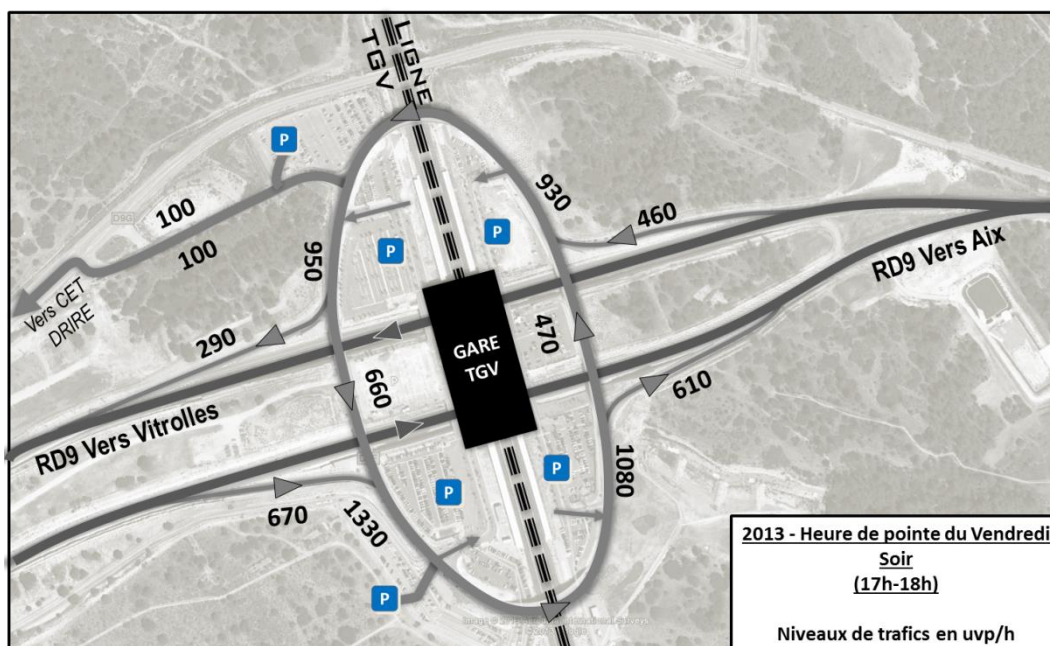 LIGNE
TGV
P
930
460
D9G
100
100
P
P
RD9 Vers Aix
950
Vers CET
DRIRE
290
470
GARE
TGV
660
610
RD9 Vers Vitrolles
P
P
1080
670
1330
P
2013 - Heure de pointe du Vendredi
Soir
(17h-18h)
Niveaux de trafics en uvp/h